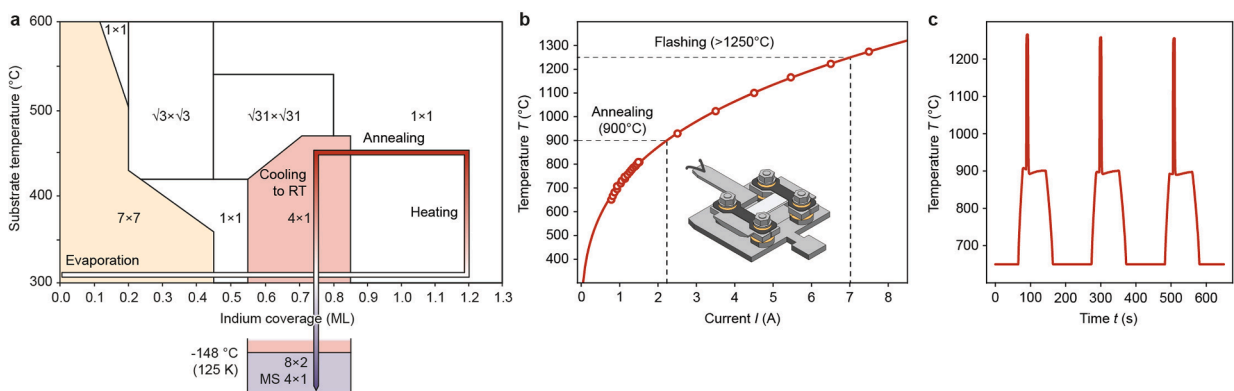 a
600
500
400
300
Substrate temperature (°C)
1×1
√3×√3
√31×√31
1×1
Annealing
Cooling
to RT
4×1
Heating
7×7
1×1
Evaporation
0.0 0.1 0.2 0.3 0.4 0.5 0.6 0.7 0.8 0.9 1.0 1.1 1.2 1.3
Indium coverage (ML)
-148 °C
(125 K)
8×2
MS 4×1
b
1300
1200
1100
1000
900
800
700
600
500
400
Temperature T (°C)
Flashing (>1250°C)
Annealing
(900°C)
0 1 2 3 4 5 6 7 8
Current I (A)
c
1200
1100
1000
900
800
700
Temperature T (°C)
0 100 200 300 400 500 600
Time t (s)